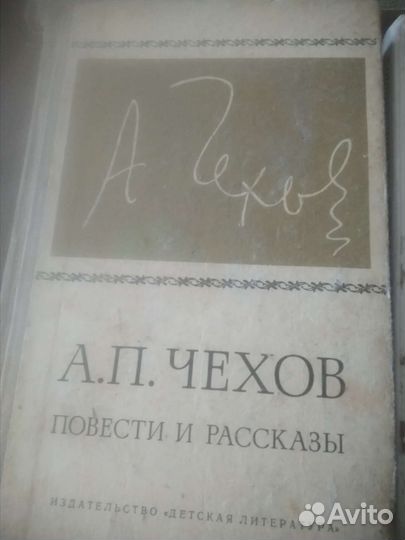 А Чехов
А.П. ЧЕХОВ
ПОВЕСТИ И РАССКАЗЫ
ИЗДАТЕЛЬСТВО «ДЕТСКАЯ ЛИТЕРАТУРА»
Avito